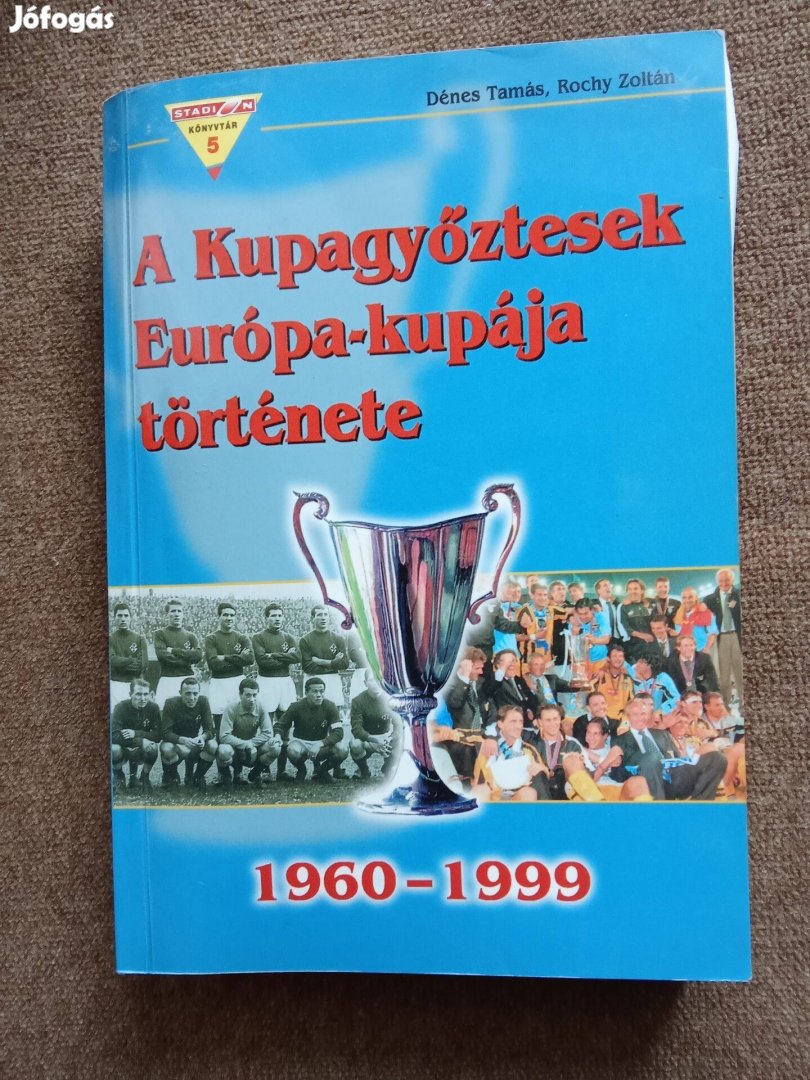 Jófogás
STADION
KÖNYVTÁR
5
Dénes Tamás, Rochy Zoltán
A Kupagyőztesek
Európa-kupája
története
1960–1999